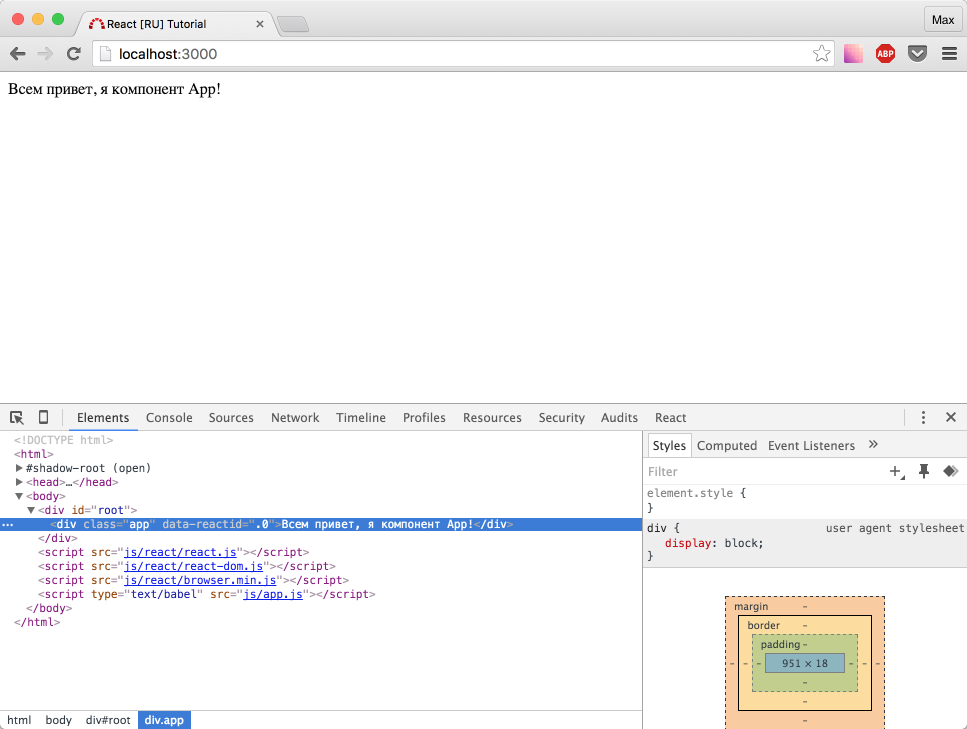 React [RU] Tutorial
Max
localhost:3000
ABP
Всем привет, я компонент App!
Elements Console Sources Network Timeline Profiles Resources Security Audits React
<!DOCTYPE html>
<html>
#shadow-root (open)
<head>…</head>
<body>
<div id="root">
<div class="app" data-reactid=".0">Всем привет, я компонент App!</div>
</div>
<script src="js/react/react.js"></script>
<script src="js/react/react-dom.js"></script>
<script src="js/react/browser.min.js"></script>
<script type="text/babel" src="js/app.js"></script>
</body>
</html>
html body div#root div.app
Styles Computed Event Listeners »
Filter
element.style {
}
div { user agent stylesheet
display: block;
}
margin -
border -
padding -
- - - 951 × 18 - - -
-
-
-